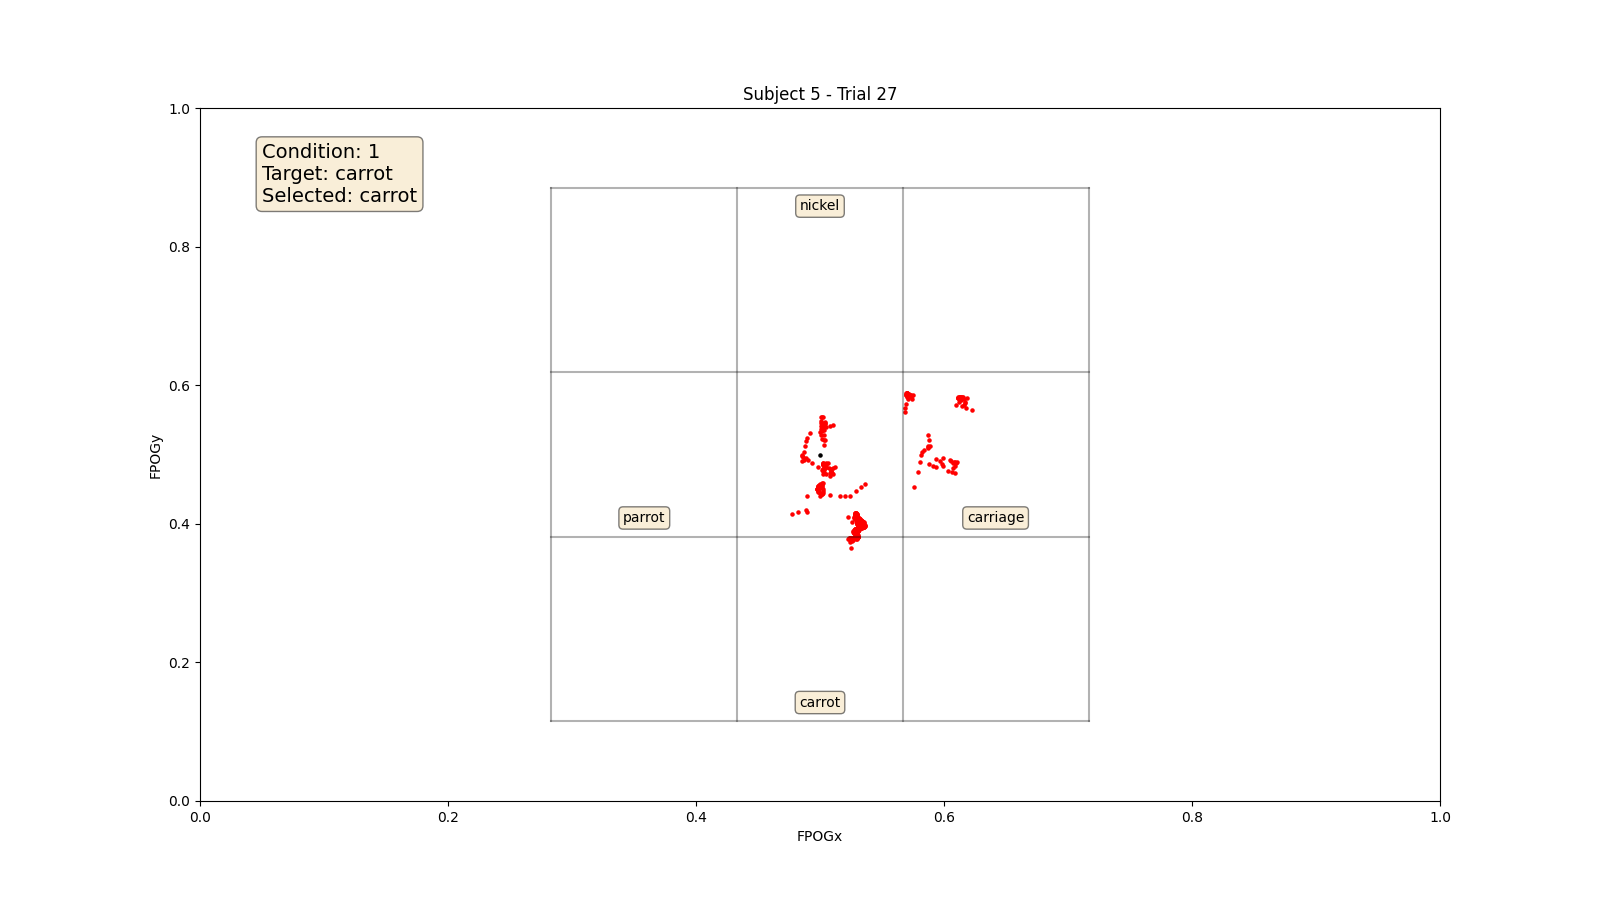 Subject 5 - Trial 27
1.0
Condition: 1
Target: carrot
Selected: carrot
nickel
0.8
0.6
FPOGy
parrot
carriage
0.4
0.2
carrot
0.0
0.0 0.2 0.4 0.6 0.8 1.0
FPOGx